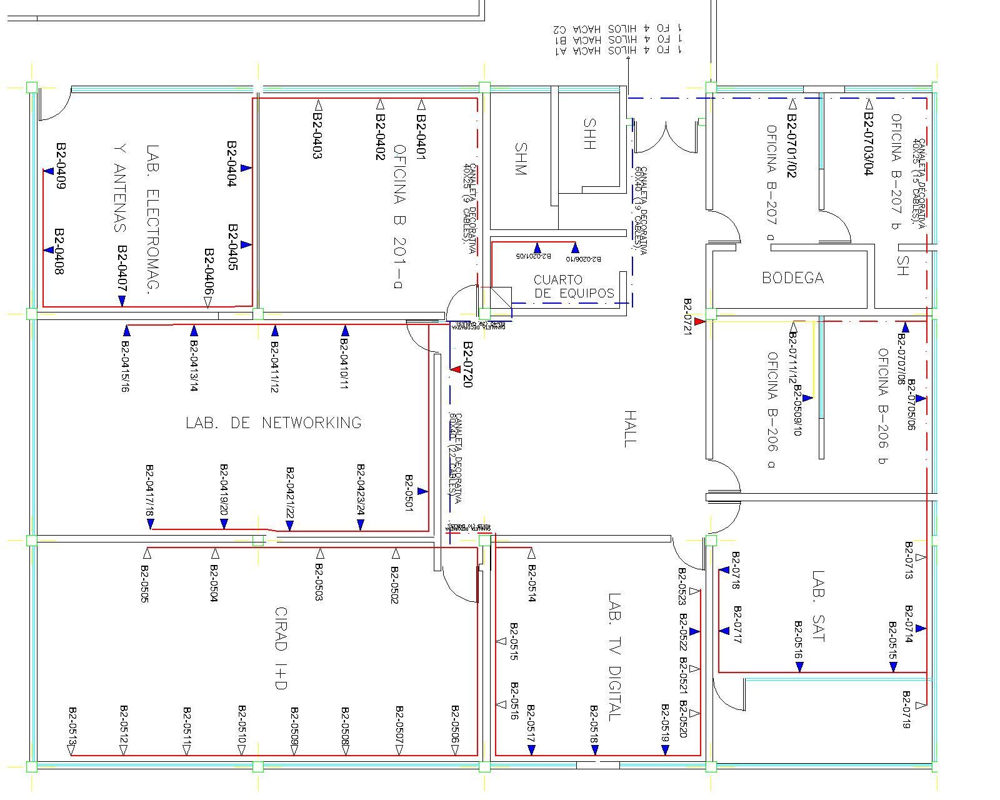 1 FO 4 HILOS HACIA C2
1 FO 4 HILOS HACIA B1
1 FO 4 HILOS HACIA A1
B2-0409
B2-0408
LAB. ELECTROMAG.
Y ANTENAS
B2-0407
B2-0406
B2-0404
B2-0405
B2-0403
B2-0402
B2-0401
OFICINA B 201-a
CANALETA DECORATIVA
40X25 (9 CABLES).
SHM
SHH
CANALETA DECORATIVA
60X40 (19 CABLES).
B2-0201/05
B2-0206/10
CUARTO
DE EQUIPOS
B2-0701/02
OFICINA B-207 a
B2-0703/04
OFICINA B-207 b
CANALETA DECORATIVA
40X25 (15 CABLES).
SH
BODEGA
B2-0721
CANALETA DECORATIVA
60X40 (39 CABLES).
B2-0720
B2-0415/16
B2-0413/14
B2-0411/12
B2-0410/11
LAB. DE NETWORKING
B2-0417/18
B2-0419/20
B2-0421/22
B2-0423/24
B2-0501
CANALETA DECORATIVA
60X40 (22 CABLES)
HALL
B2-0711/12
B2-0509/10
OFICINA B-206 a
B2-0707/08
B2-0705/06
OFICINA B-206 b
CANALETA DECORATIVA
40X25 (10 CABLES).
B2-0505
B2-0504
B2-0503
B2-0502
CIRAD I+D
B2-0513
B2-0512
B2-0511
B2-0510
B2-0509
B2-0508
B2-0507
B2-0506
B2-0514
B2-0515
B2-0516
B2-0517
B2-0518
B2-0519
LAB. TV DIGITAL
B2-0523
B2-0522
B2-0521
B2-0520
B2-0718
B2-0717
B2-0516
LAB. SAT
B2-0713
B2-0714
B2-0515
B2-0719